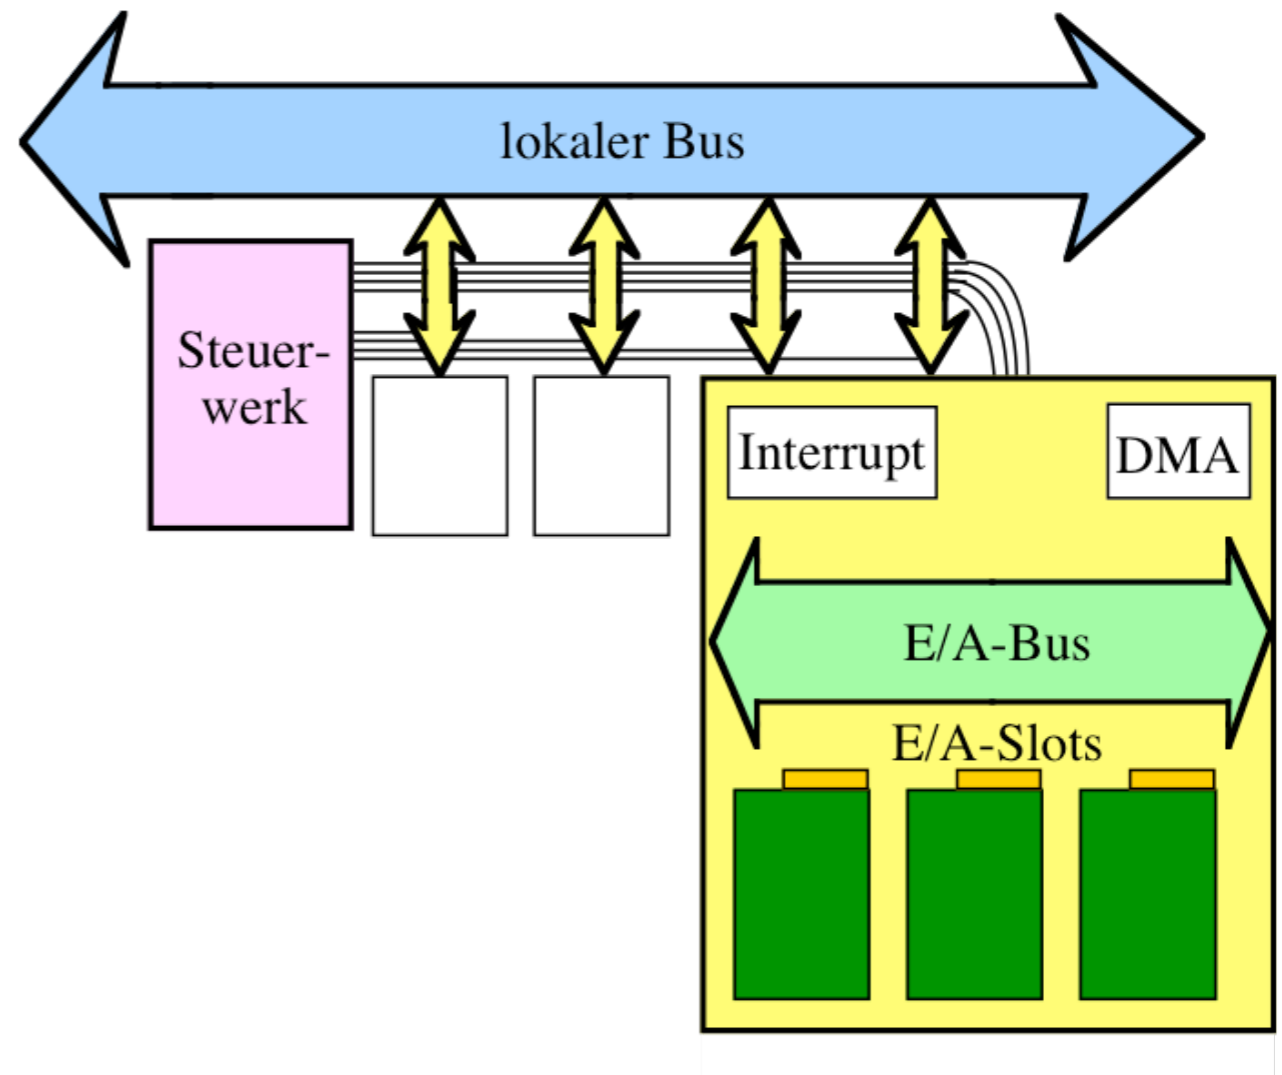 lokaler Bus
Steuer-
werk
Interrupt
DMA
E/A-Bus
E/A-Slots